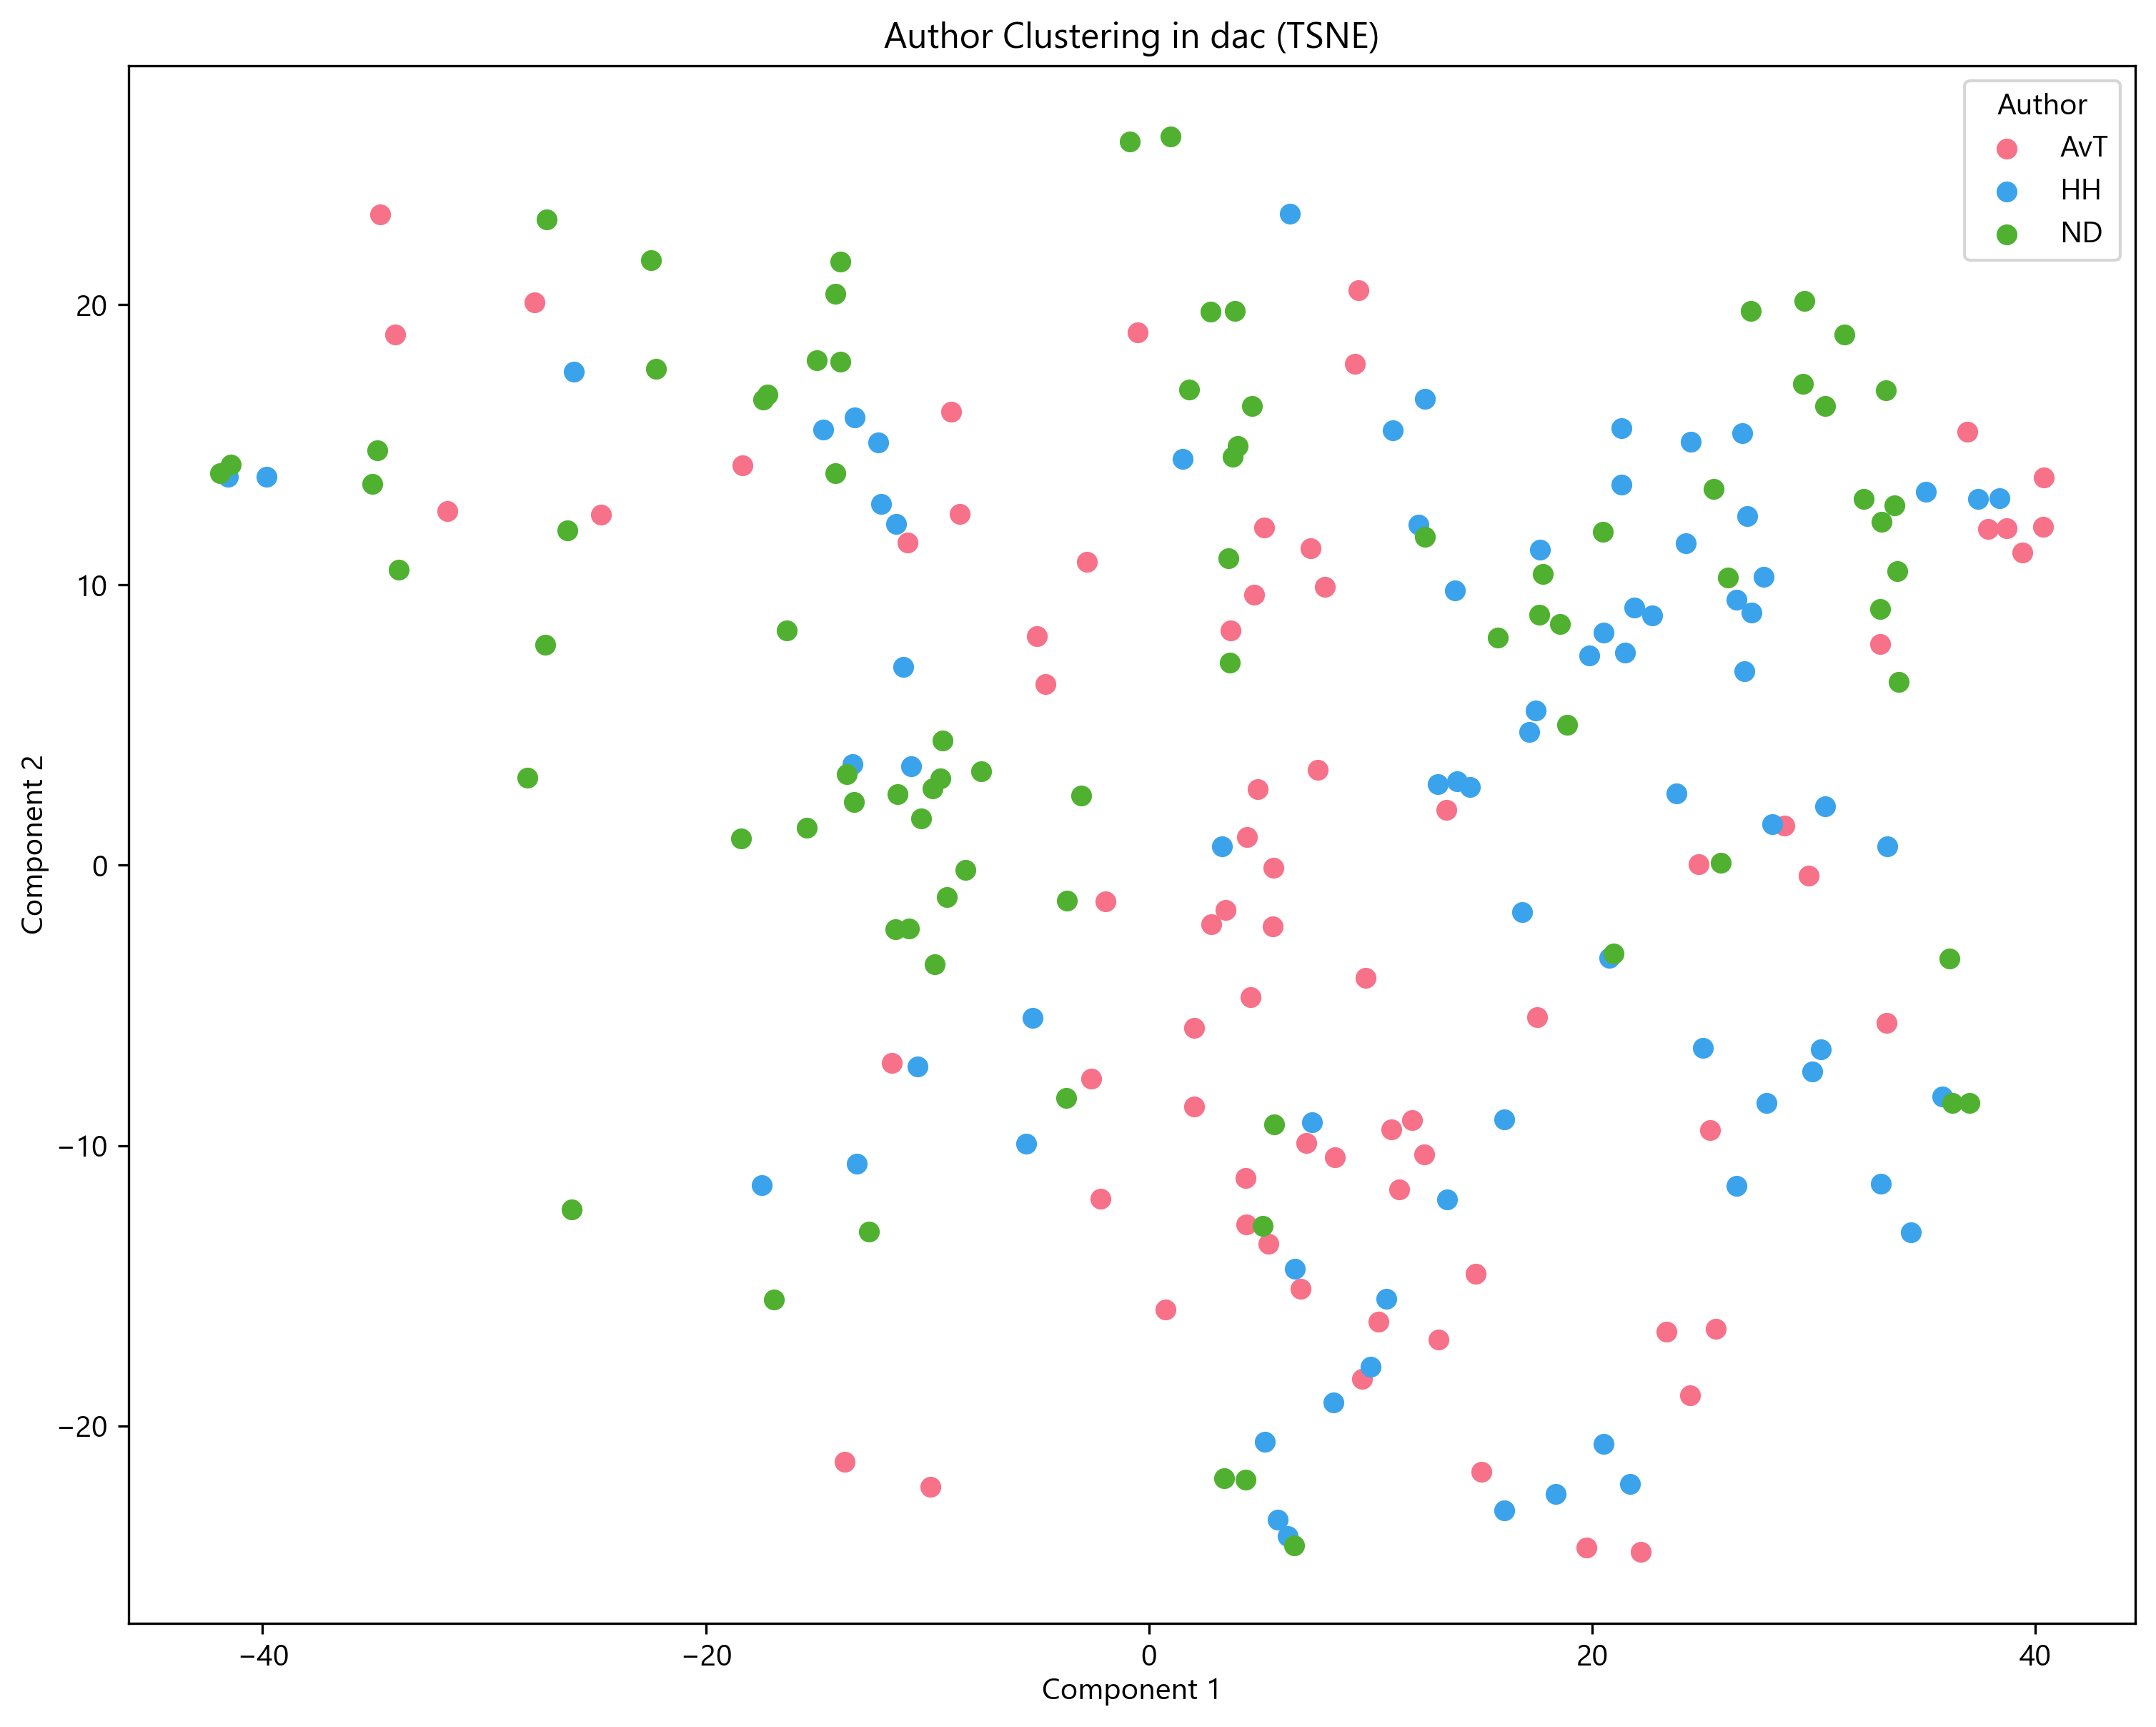 Author Clustering in dac (TSNE)
Author
AvT
HH
ND
Component 2
20
10
0
−10
−20
−40
−20
0
20
40
Component 1